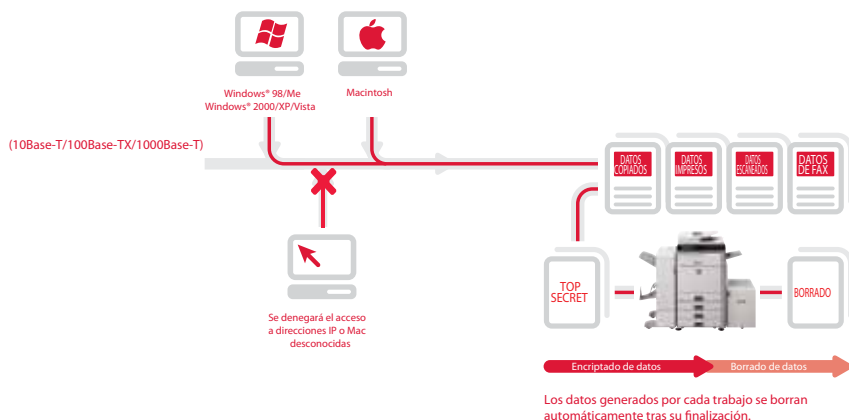 Windows® 98/Me
Windows® 2000/XP/Vista
Macintosh
(10Base-T/100Base-TX/1000Base-T)
DATOS
COPIADOS
DATOS
IMPRESOS
DATOS
ESCANEADOS
DATOS
DE FAX
Se denegará el acceso
a direcciones IP o Mac
desconocidas
TOP
SECRET
BORRADO
Encriptado de datos
Borrado de datos
Los datos generados por cada trabajo se borran
automáticamente tras su finalización.